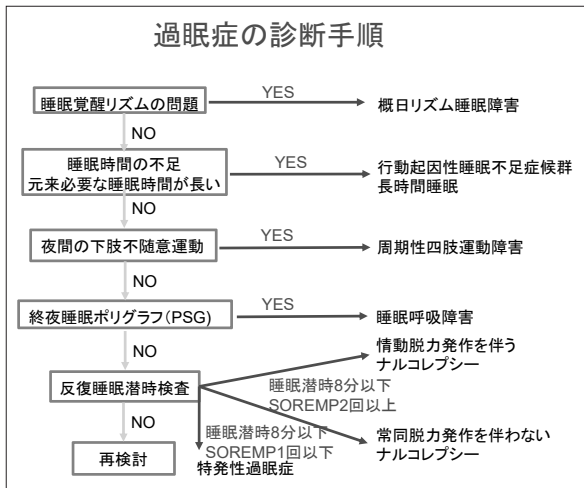 過眠症の診断手順
睡眠覚醒リズムの問題
YES
概日リズム睡眠障害
NO
睡眠時間の不足
元来必要な睡眠時間が長い
YES
行動起因性睡眠不足症候群
長時間睡眠
NO
夜間の下肢不随意運動
YES
周期性四肢運動障害
NO
終夜睡眠ポリグラフ(PSG)
YES
睡眠呼吸障害
NO
情動脱力発作を伴う
ナルコレプシー
反復睡眠潜時検査
睡眠潜時8分以下
SOREMP2回以上
NO
睡眠潜時8分以下
SOREMP1回以下
特発性過眠症
常同脱力発作を伴わない
ナルコレプシー
再検討